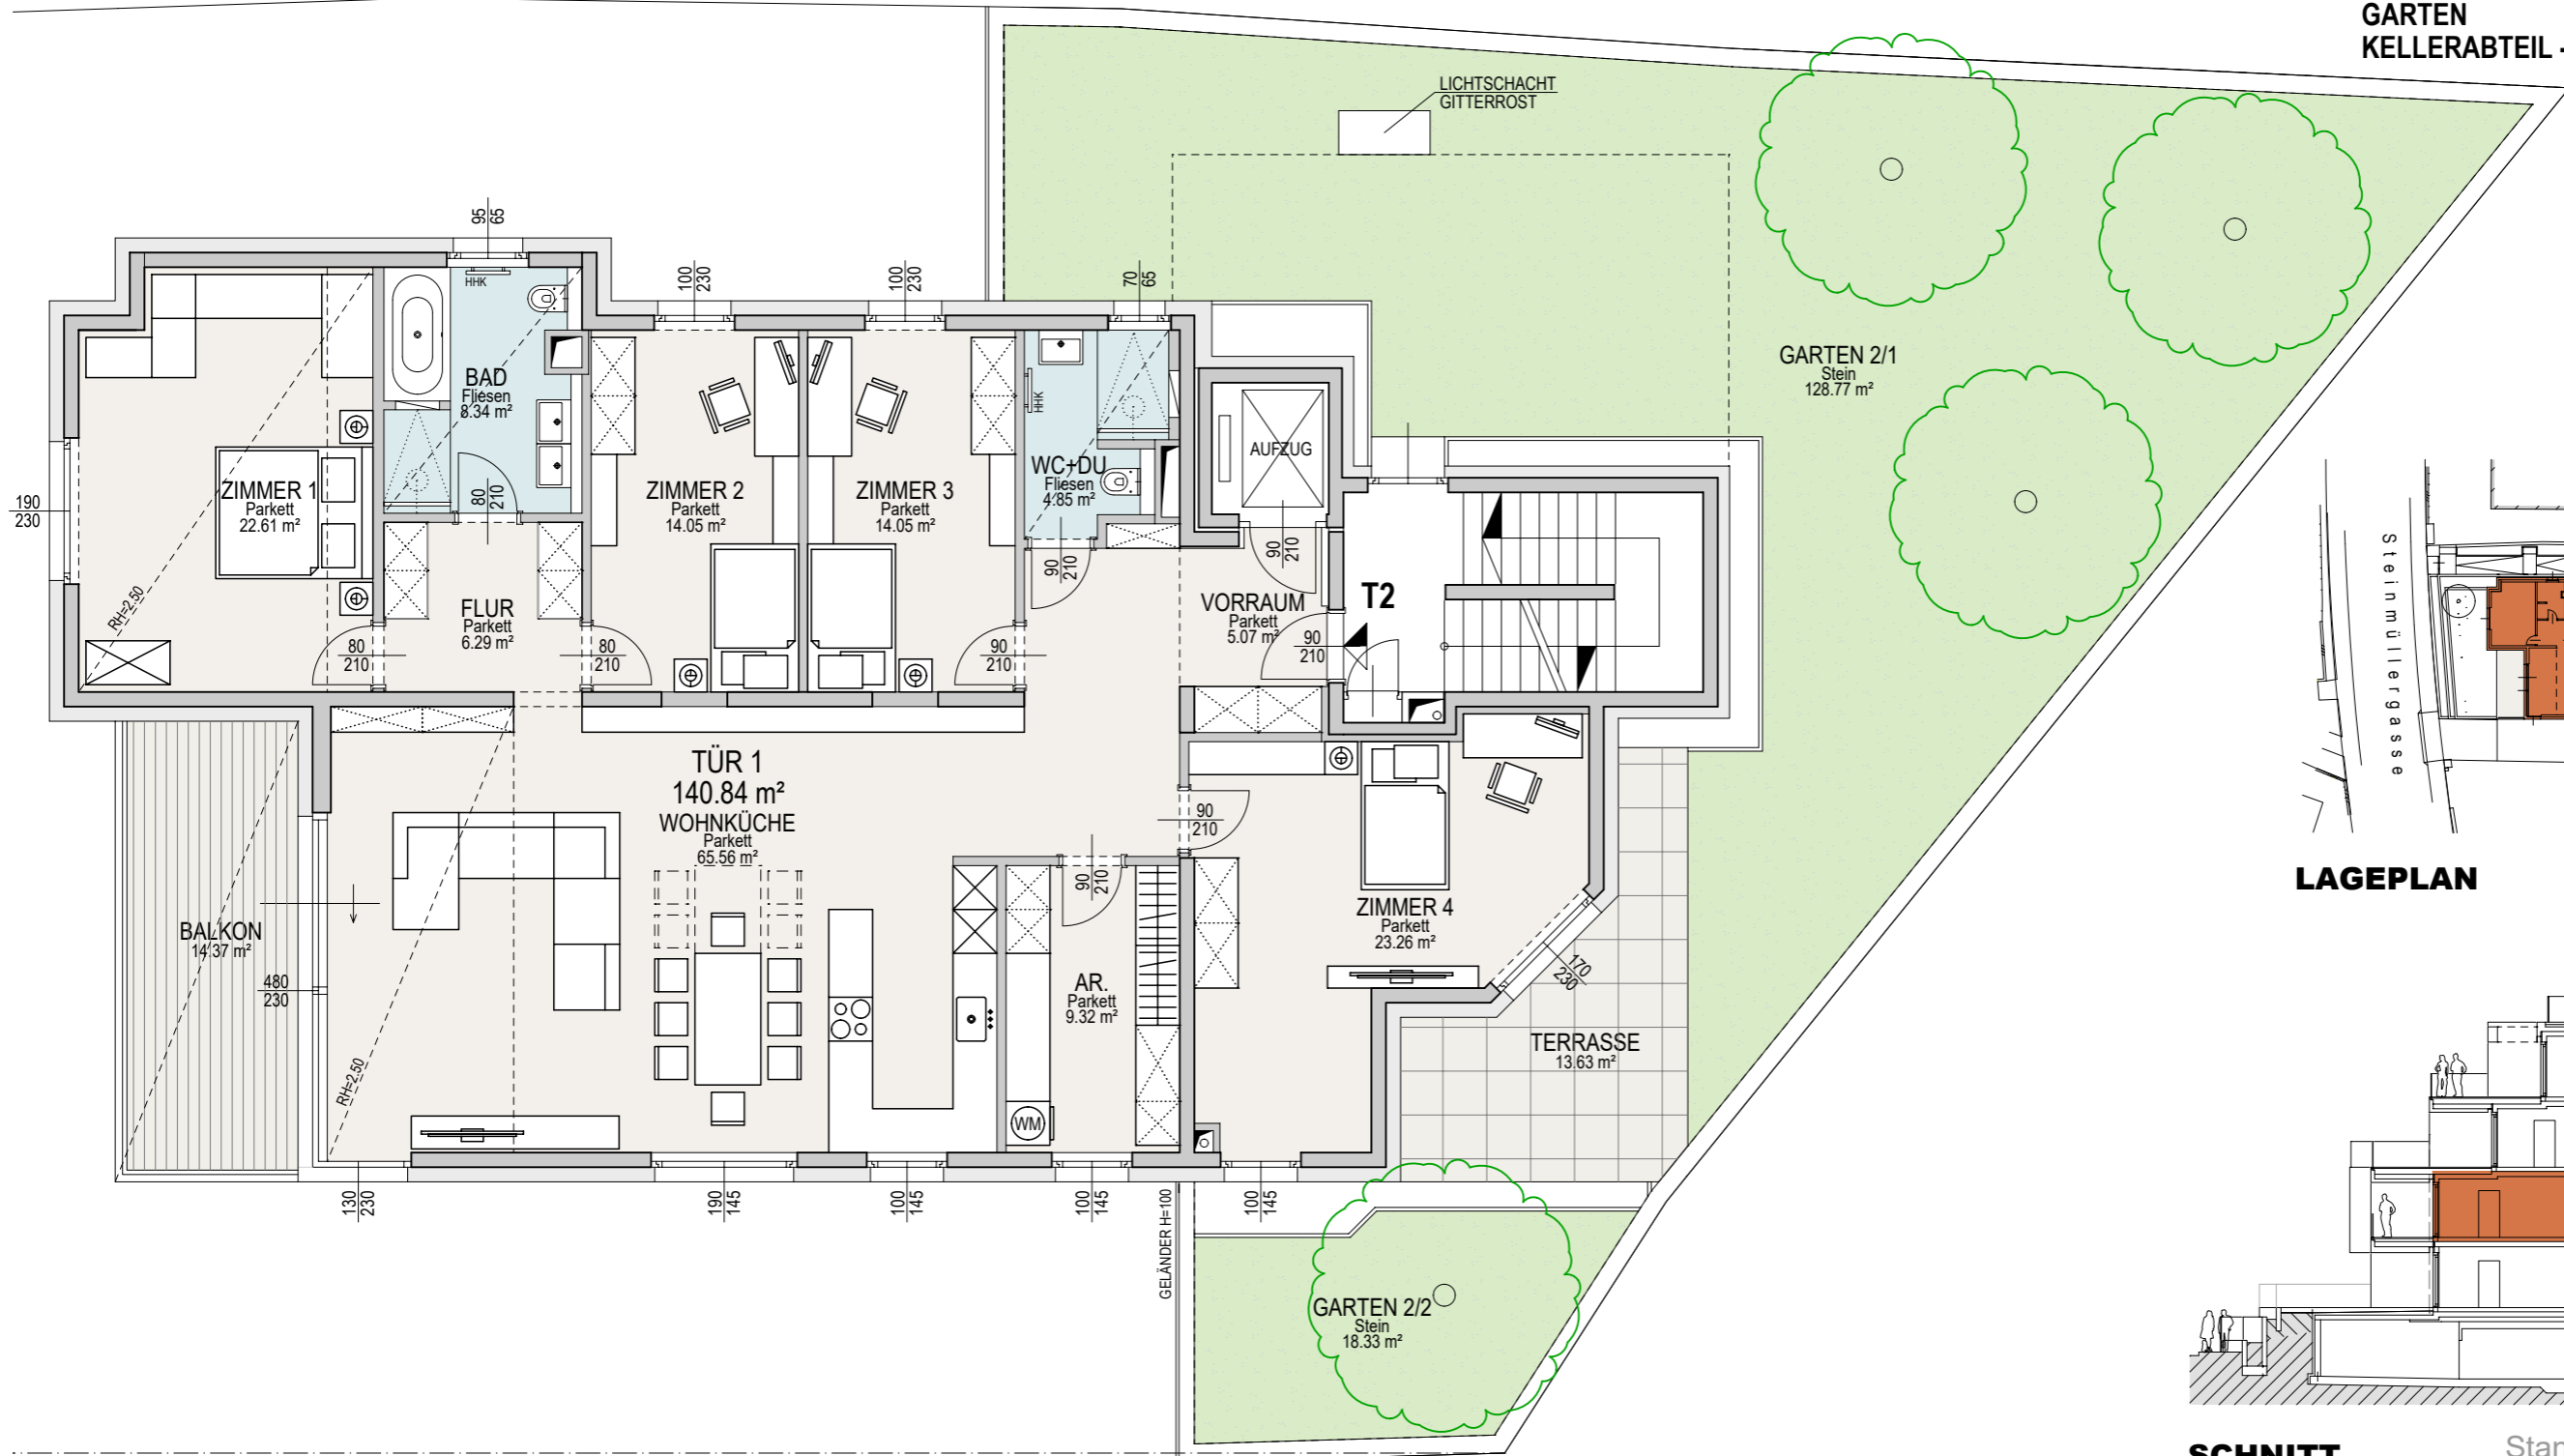 GARTEN
KELLERABTEIL -
LICHTSCHACHT
GITTERROST
95
65
100
230
100
230
70
65
HHK
BAD
Fliesen
8.34 m²
HHK
GARTEN 2/1
Stein
128.77 m²
AUFZUG
WC+DU
Fliesen
4.85 m²
ZIMMER 1
Parkett
22.61 m²
ZIMMER 2
Parkett
14.05 m²
ZIMMER 3
Parkett
14.05 m²
190
230
80
210
90
210
90
210
RH=2.50
FLUR
Parkett
6.29 m²
VORRAUM
Parkett
5.07 m²
T2
80
210
80
210
90
210
90
210
Steinmüllergasse
TÜR 1
140.84 m²
WOHNKÜCHE
Parkett
65.56 m²
90
210
90
210
LAGEPLAN
BALKON
14.37 m²
480
230
ZIMMER 4
Parkett
23.26 m²
170
230
AR.
Parkett
9.32 m²
TERRASSE
13.63 m²
RH=2.50
WM
130
230
190
145
100
145
100
145
100
145
GELÄNDER H=100
GARTEN 2/2
Stein
18.33 m²
SCHNITT
Stan